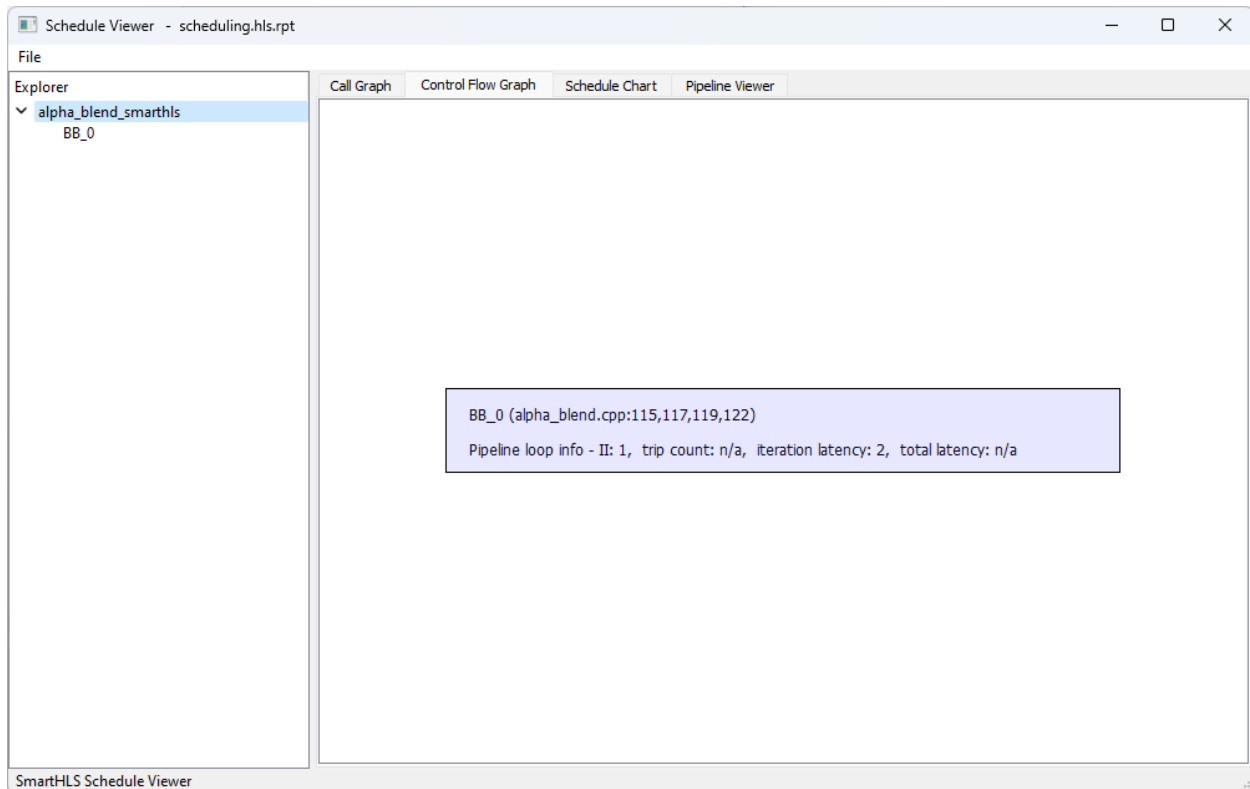 Schedule Viewer - scheduling.hls.rpt
File
Explorer
alpha_blend_smarthls
BB_0
Call Graph
Control Flow Graph
Schedule Chart
Pipeline Viewer
BB_0 (alpha_blend.cpp:115,117,119,122)
Pipeline loop info - II: 1, trip count: n/a, iteration latency: 2, total latency: n/a
SmartHLS Schedule Viewer